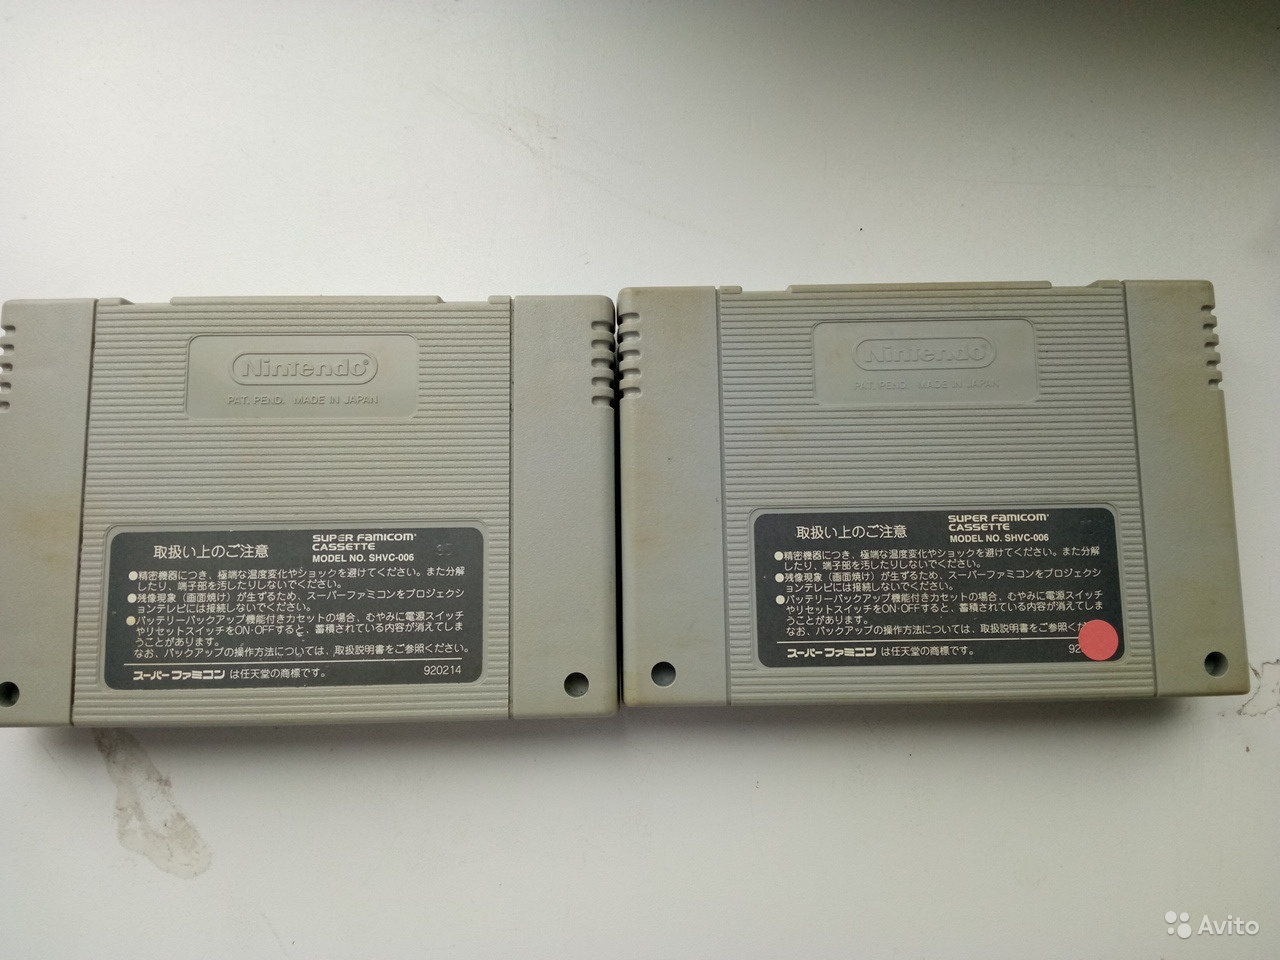 Nintendo®
PAT. PEND. MADE IN JAPAN
取扱い上のご注意
SUPER FAMICOM®
CASSETTE
MODEL NO. SHVC-006
35
●精密機器につき、極端な温度変化やショックを避けてください。また分解
したり、端子部を汚したりしないでください。
●残像現象（画面焼け）が生ずるため、スーパーファミコンをプロジェクシ
ョンテレビには接続しないでください。
●バッテリーバックアップ機能付きカセットの場合、むやみに電源スイッチ
やリセットスイッチをON・OFFすると、蓄積されている内容が消えてしま
うことがあります。
なお、バックアップの操作方法については、取扱説明書をご参照ください。
スーパーファミコン は任天堂の商標です。
920214
Nintendo®
PAT. PEND. MADE IN JAPAN
取扱い上のご注意
SUPER FAMICOM®
CASSETTE
MODEL NO. SHVC-006
●精密機器につき、極端な温度変化やショックを避けてください。また分解
したり、端子部を汚したりしないでください。
●残像現象（画面焼け）が生ずるため、スーパーファミコンをプロジェクシ
ョンテレビには接続しないでください。
●バッテリーバックアップ機能付きカセットの場合、むやみに電源スイッチ
やリセットスイッチをON・OFFすると、蓄積されている内容が消えてしま
うことがあります。
なお、バックアップの操作方法については、取扱説明書をご参照くだ
スーパーファミコン は任天堂の商標です。
92
Avito